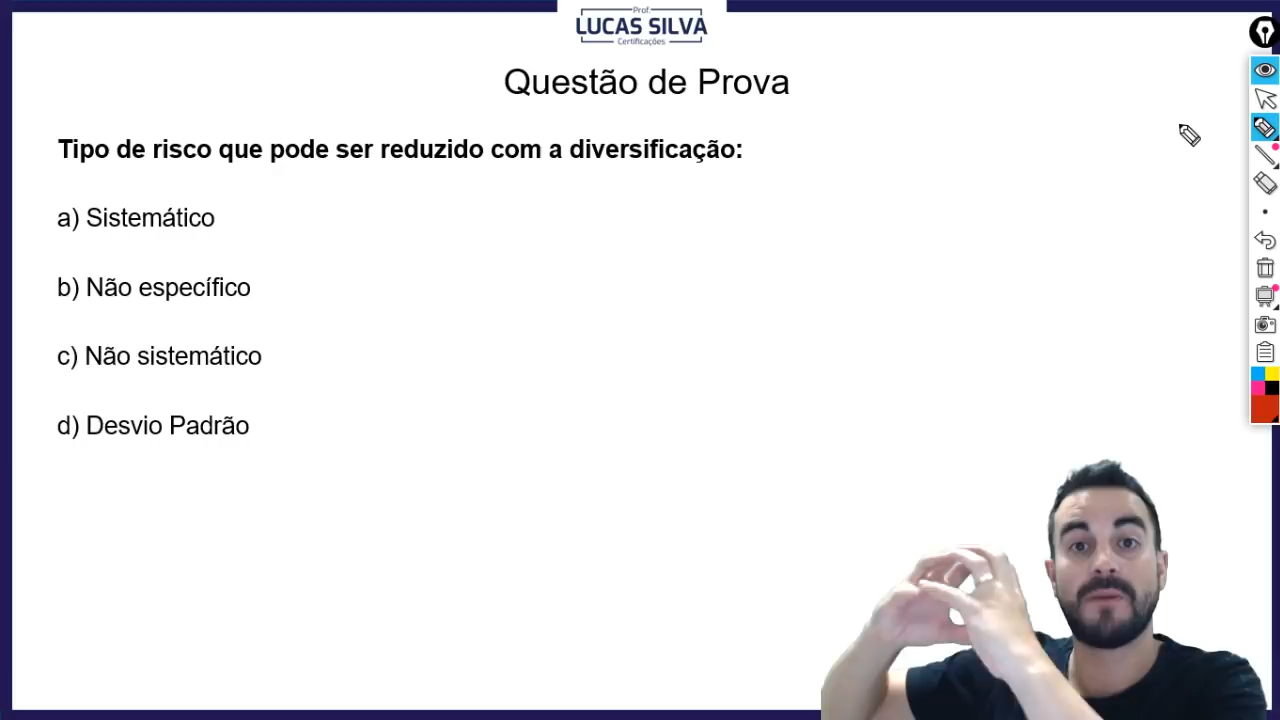 Prof.
LUCAS SILVA
Certificações
Questão de Prova
Tipo de risco que pode ser reduzido com a diversificação:
a) Sistemático
b) Não específico
c) Não sistemático
d) Desvio Padrão